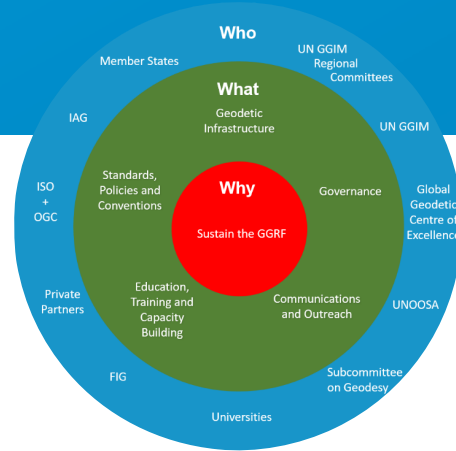 Who
Member States
UN GGIM
Regional
Committees
IAG
UN GGIM
ISO
+
OGC
Global
Geodetic
Centre of
Excellence
Private
Partners
UNOOSA
FIG
Subcommittee
on Geodesy
Universities
What
Geodetic
Infrastructure
Standards,
Policies and
Conventions
Governance
Education,
Training and
Capacity
Building
Communications
and Outreach
Why
Sustain the GGRF